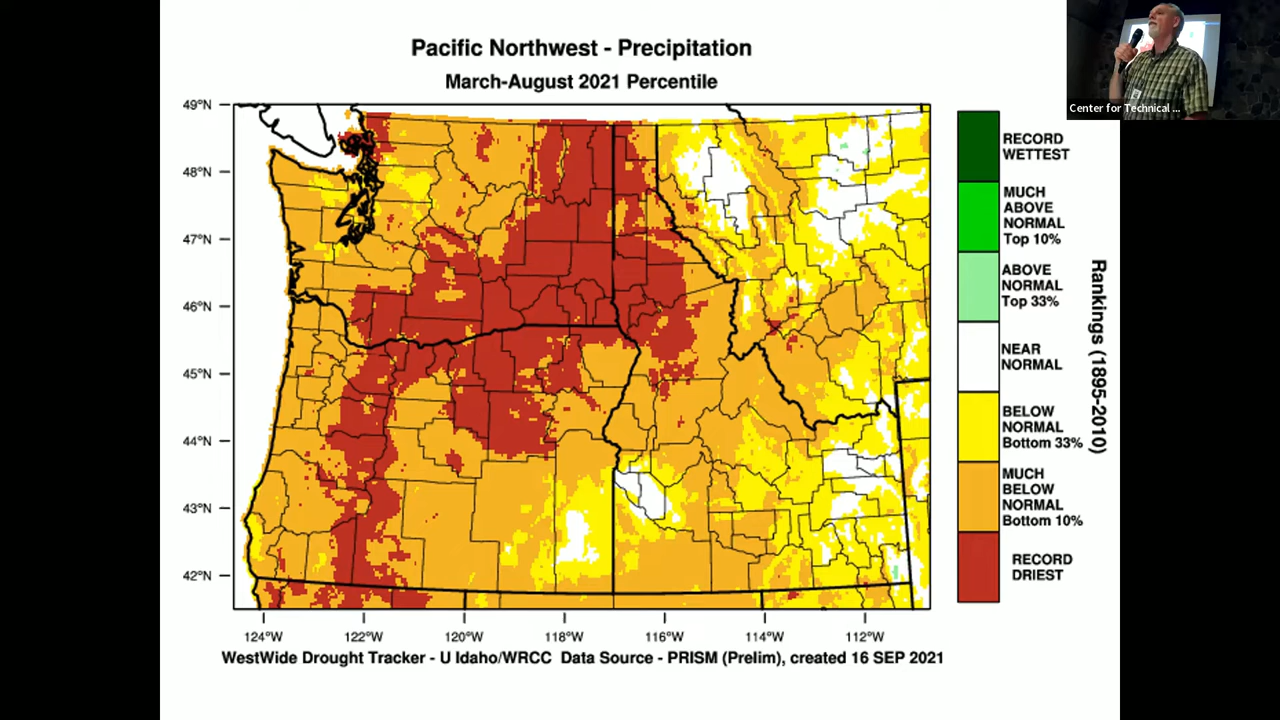 Pacific Northwest - Precipitation
March-August 2021 Percentile
49°N
48°N
47°N
46°N
45°N
44°N
43°N
42°N
124°W
122°W
120°W
118°W
116°W
114°W
112°W
WestWide Drought Tracker - U Idaho/WRCC Data Source - PRISM (Prelim), created 16 SEP 2021
RECORD
WETTEST
MUCH
ABOVE
NORMAL
Top 10%
ABOVE
NORMAL
Top 33%
NEAR
NORMAL
BELOW
NORMAL
Bottom 33%
MUCH
BELOW
NORMAL
Bottom 10%
RECORD
DRIEST
Rankings (1895-2010)
Center for Technical ...